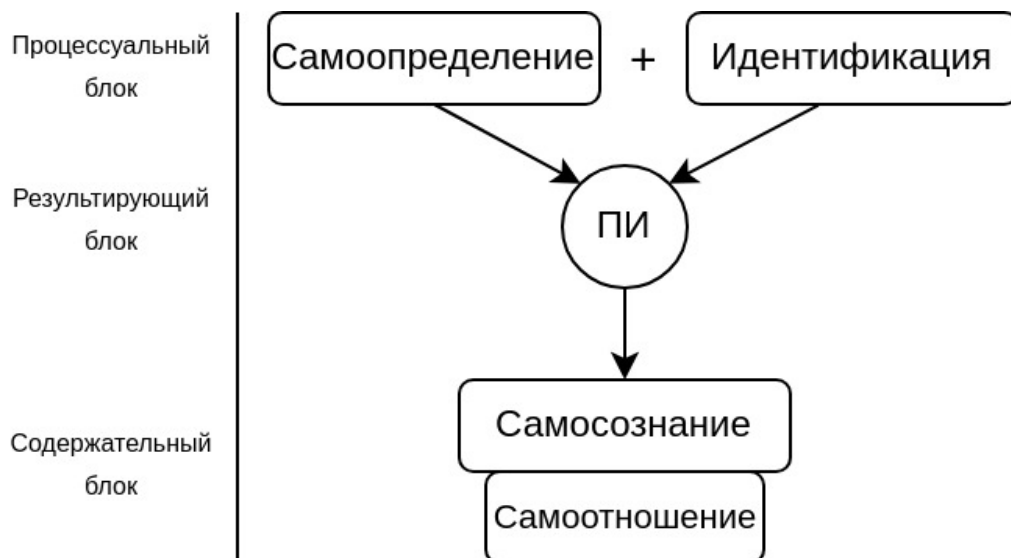 Процессуальный
блок
Самоопределение + Идентификация
Результирующий
блок
ПИ
Самосознание
Содержательный
блок
Самоотношение